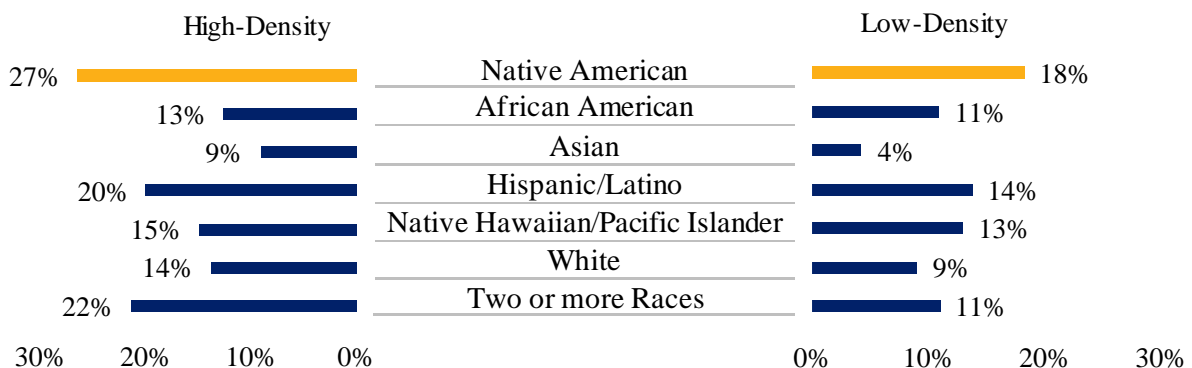 High-Density Low-Density
27% Native American 18%
13% African American 11%
9% Asian 4%
20% Hispanic/Latino 14%
15% Native Hawaiian/Pacific Islander 13%
14% White 9%
22% Two or more Races 11%
30% 20% 10% 0% 0% 10% 20% 30%